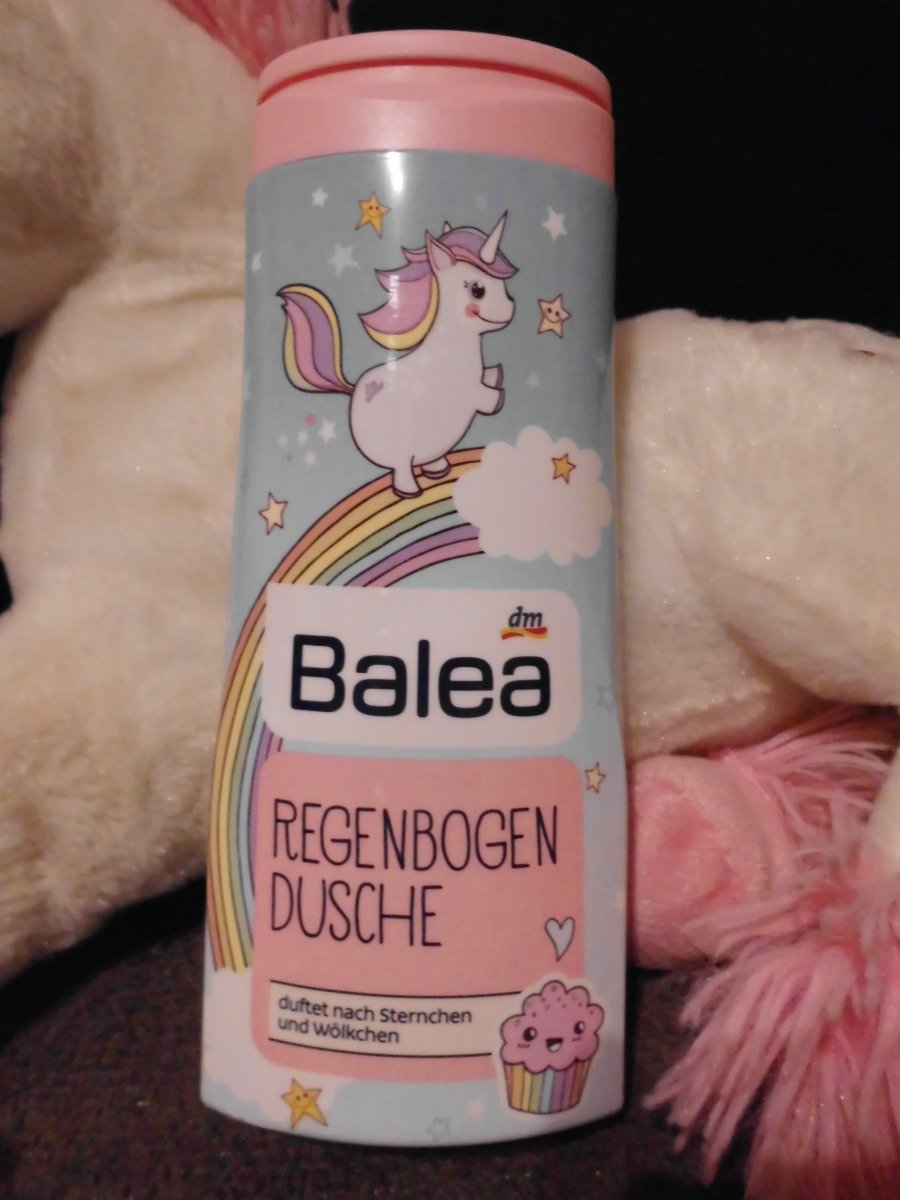 dm
Balea
REGENBOGEN
DUSCHE
duftet nach Sternchen
und Wölkchen